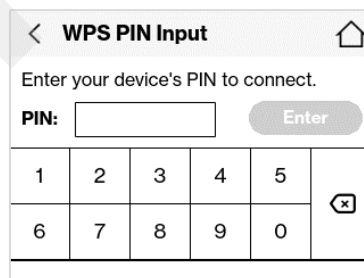 WPS PIN Input
Enter your device's PIN to connect.
PIN:
Enter
1 2 3 4 5
6 7 8 9 0